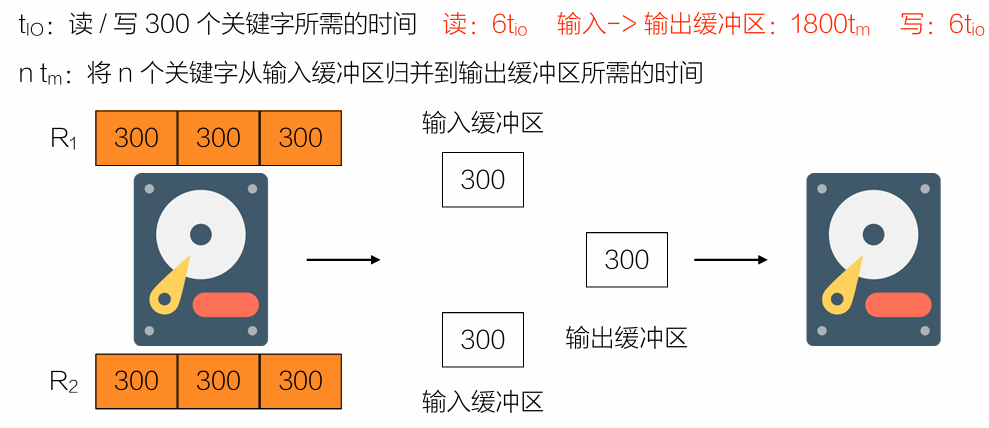 tIO：读 / 写 300 个关键字所需的时间 读：6tio 输入-> 输出缓冲区：1800tm 写：6tio
n tm：将 n 个关键字从输入缓冲区归并到输出缓冲区所需的时间
R1 300 300 300
输入缓冲区
300
300
输出缓冲区
300
R2 300 300 300
输入缓冲区